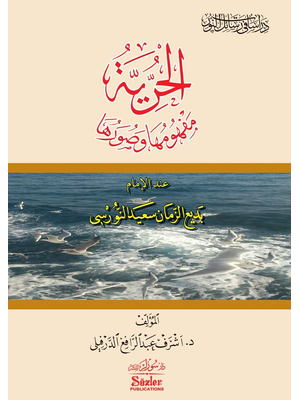 دراسات في رسائل النور
الحرية
مفهومها وصورها
عند الإمام
بديع الزمان سعيد النورسي
المؤلف
د. أشرف عبد الرافع الدرفيلي
Sözler
PUBLICATIONS